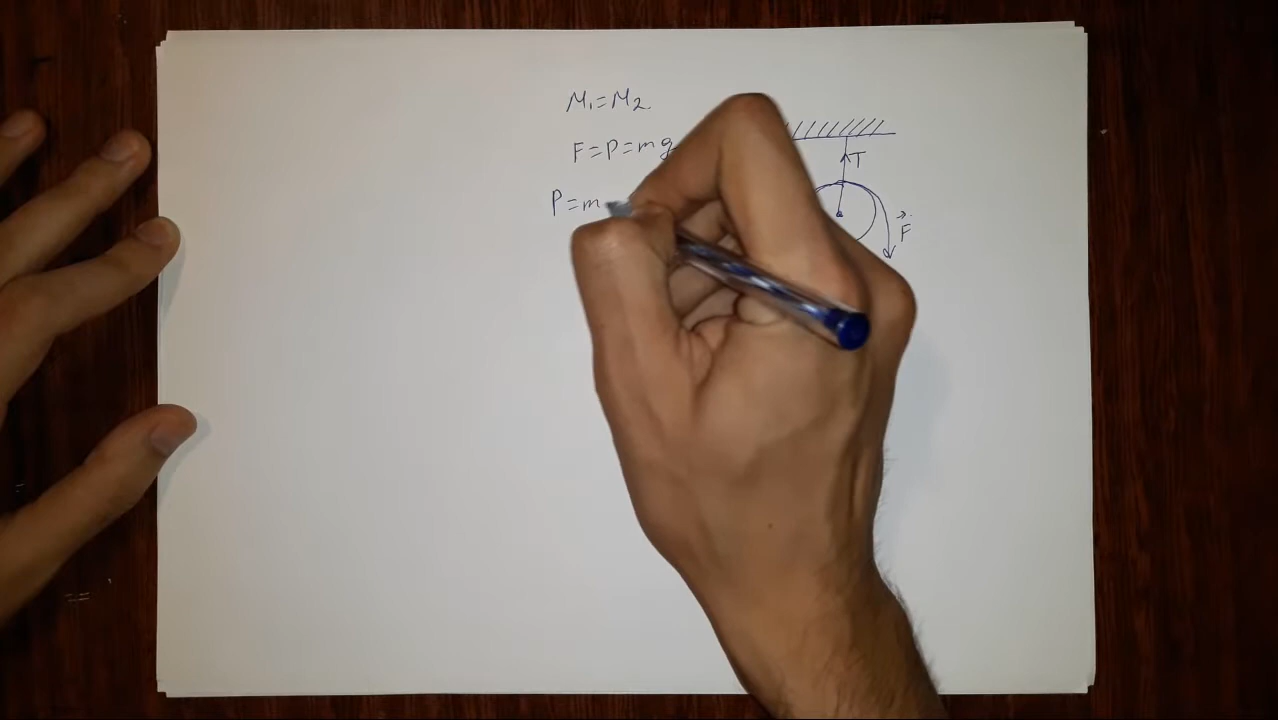 M₁=M₂.
F=P=mg
P=m
T
F⃗